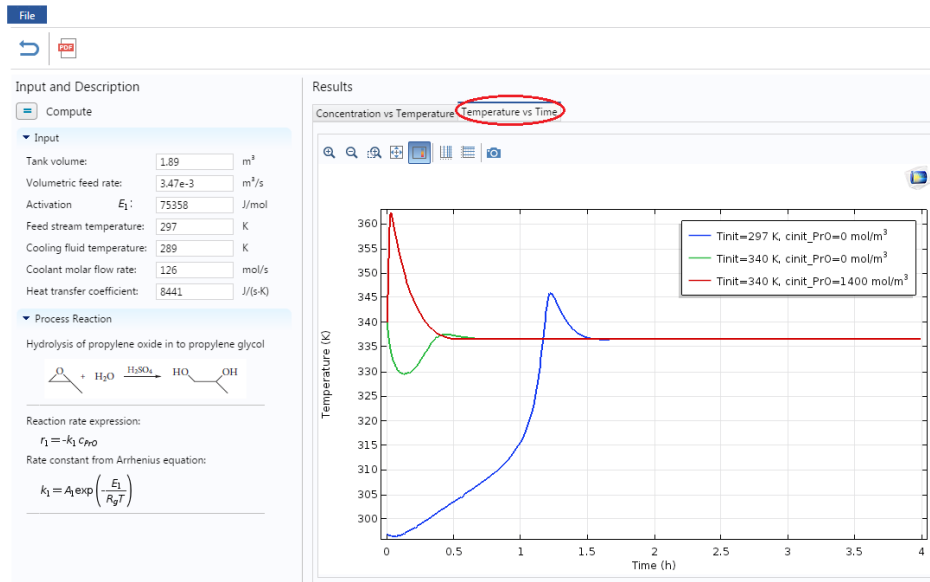 File
PDF
Input and Description
= Compute
Input
Tank volume: 1.89 m³
Volumetric feed rate: 3.47e-3 m³/s
Activation E₁: 75358 J/mol
Feed stream temperature: 297 K
Cooling fluid temperature: 289 K
Coolant molar flow rate: 126 mol/s
Heat transfer coefficient: 8441 J/(s·K)
Process Reaction
Hydrolysis of propylene oxide in to propylene glycol
O + H₂O H₂SO₄ HO OH
Reaction rate expression:
r₁=-k₁ c_PrO
Rate constant from Arrhenius equation:
k₁=A₁exp(-E₁/R_gT)
Results
Concentration vs Temperature Temperature vs Time
Tinit=297 K, cinit_PrO=0 mol/m³
Tinit=340 K, cinit_PrO=0 mol/m³
Tinit=340 K, cinit_PrO=1400 mol/m³
Temperature (K)
360
355
350
345
340
335
330
325
320
315
310
305
300
0 0.5 1 1.5 2 2.5 3 3.5 4
Time (h)